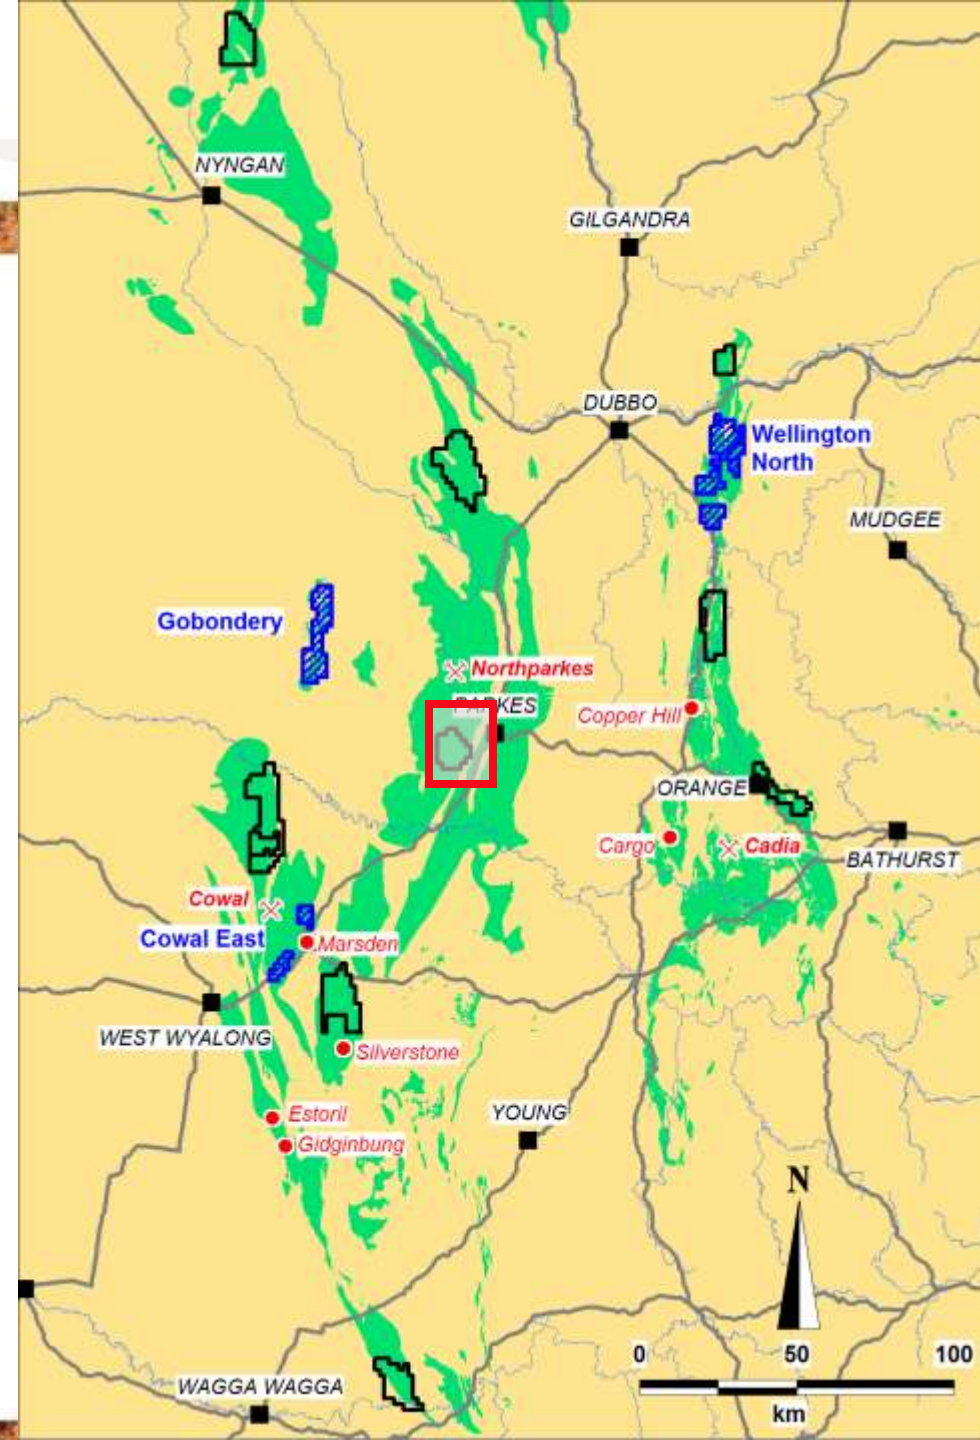 NYNGAN
GILGANDRA
DUBBO
Wellington
North
MUDGEE
Gobondery
Northparkes
PARKES
Copper Hill
ORANGE
Cargo
Cadia
BATHURST
Cowal
Cowal East
Marsden
WEST WYALONG
Silverstone
Estoril
Gidginbung
YOUNG
N
0 50 100
km
WAGGA WAGGA